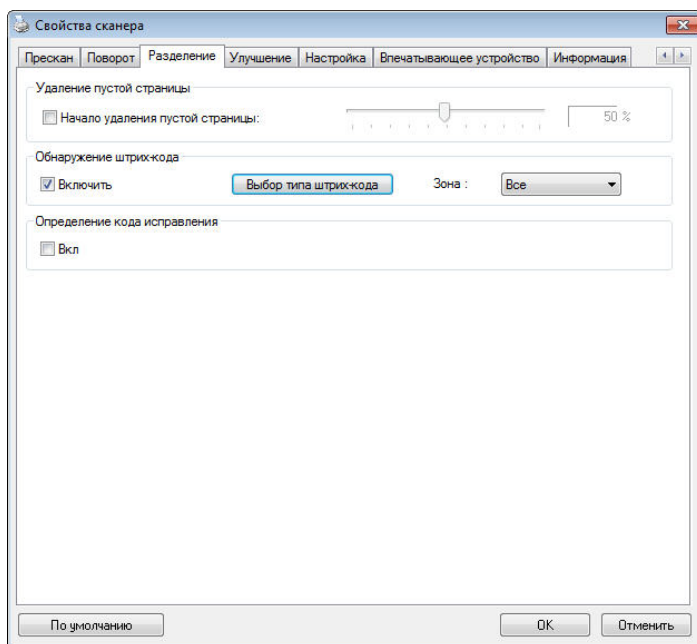 Свойства сканера
Прескан Поворот Разделение Улучшение Настройка Впечатывающее устройство Информация
Удаление пустой страницы
Начало удаления пустой страницы: 50 %
Обнаружение штрих-кода
Включить Выбор типа штрих-кода Зона : Все
Определение кода исправления
Вкл
По умолчанию OK Отменить